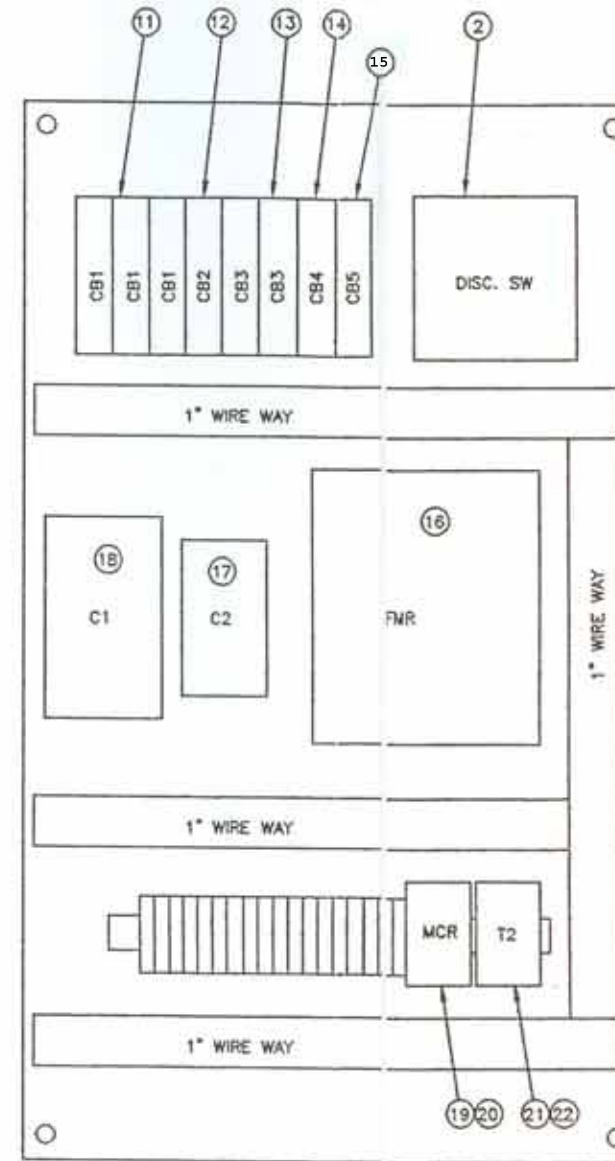 11 12 13 14 2
15
CB1 CB1 CB1 CB2 CB3 CB3 CB4 CB5
DISC. SW
1" WIRE WAY
16
18 17
C1 C2 FMR
1" WIRE WAY
1" WIRE WAY
MCR T2
1" WIRE WAY
19 20 21 22